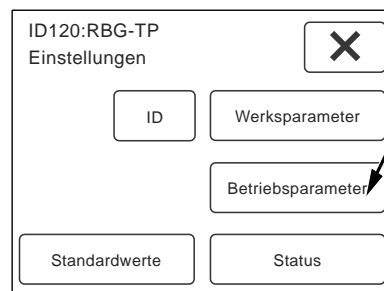 ID120:RBG-TP
Einstellungen
ID
Werksparameter
Betriebsparameter
Standardwerte
Status